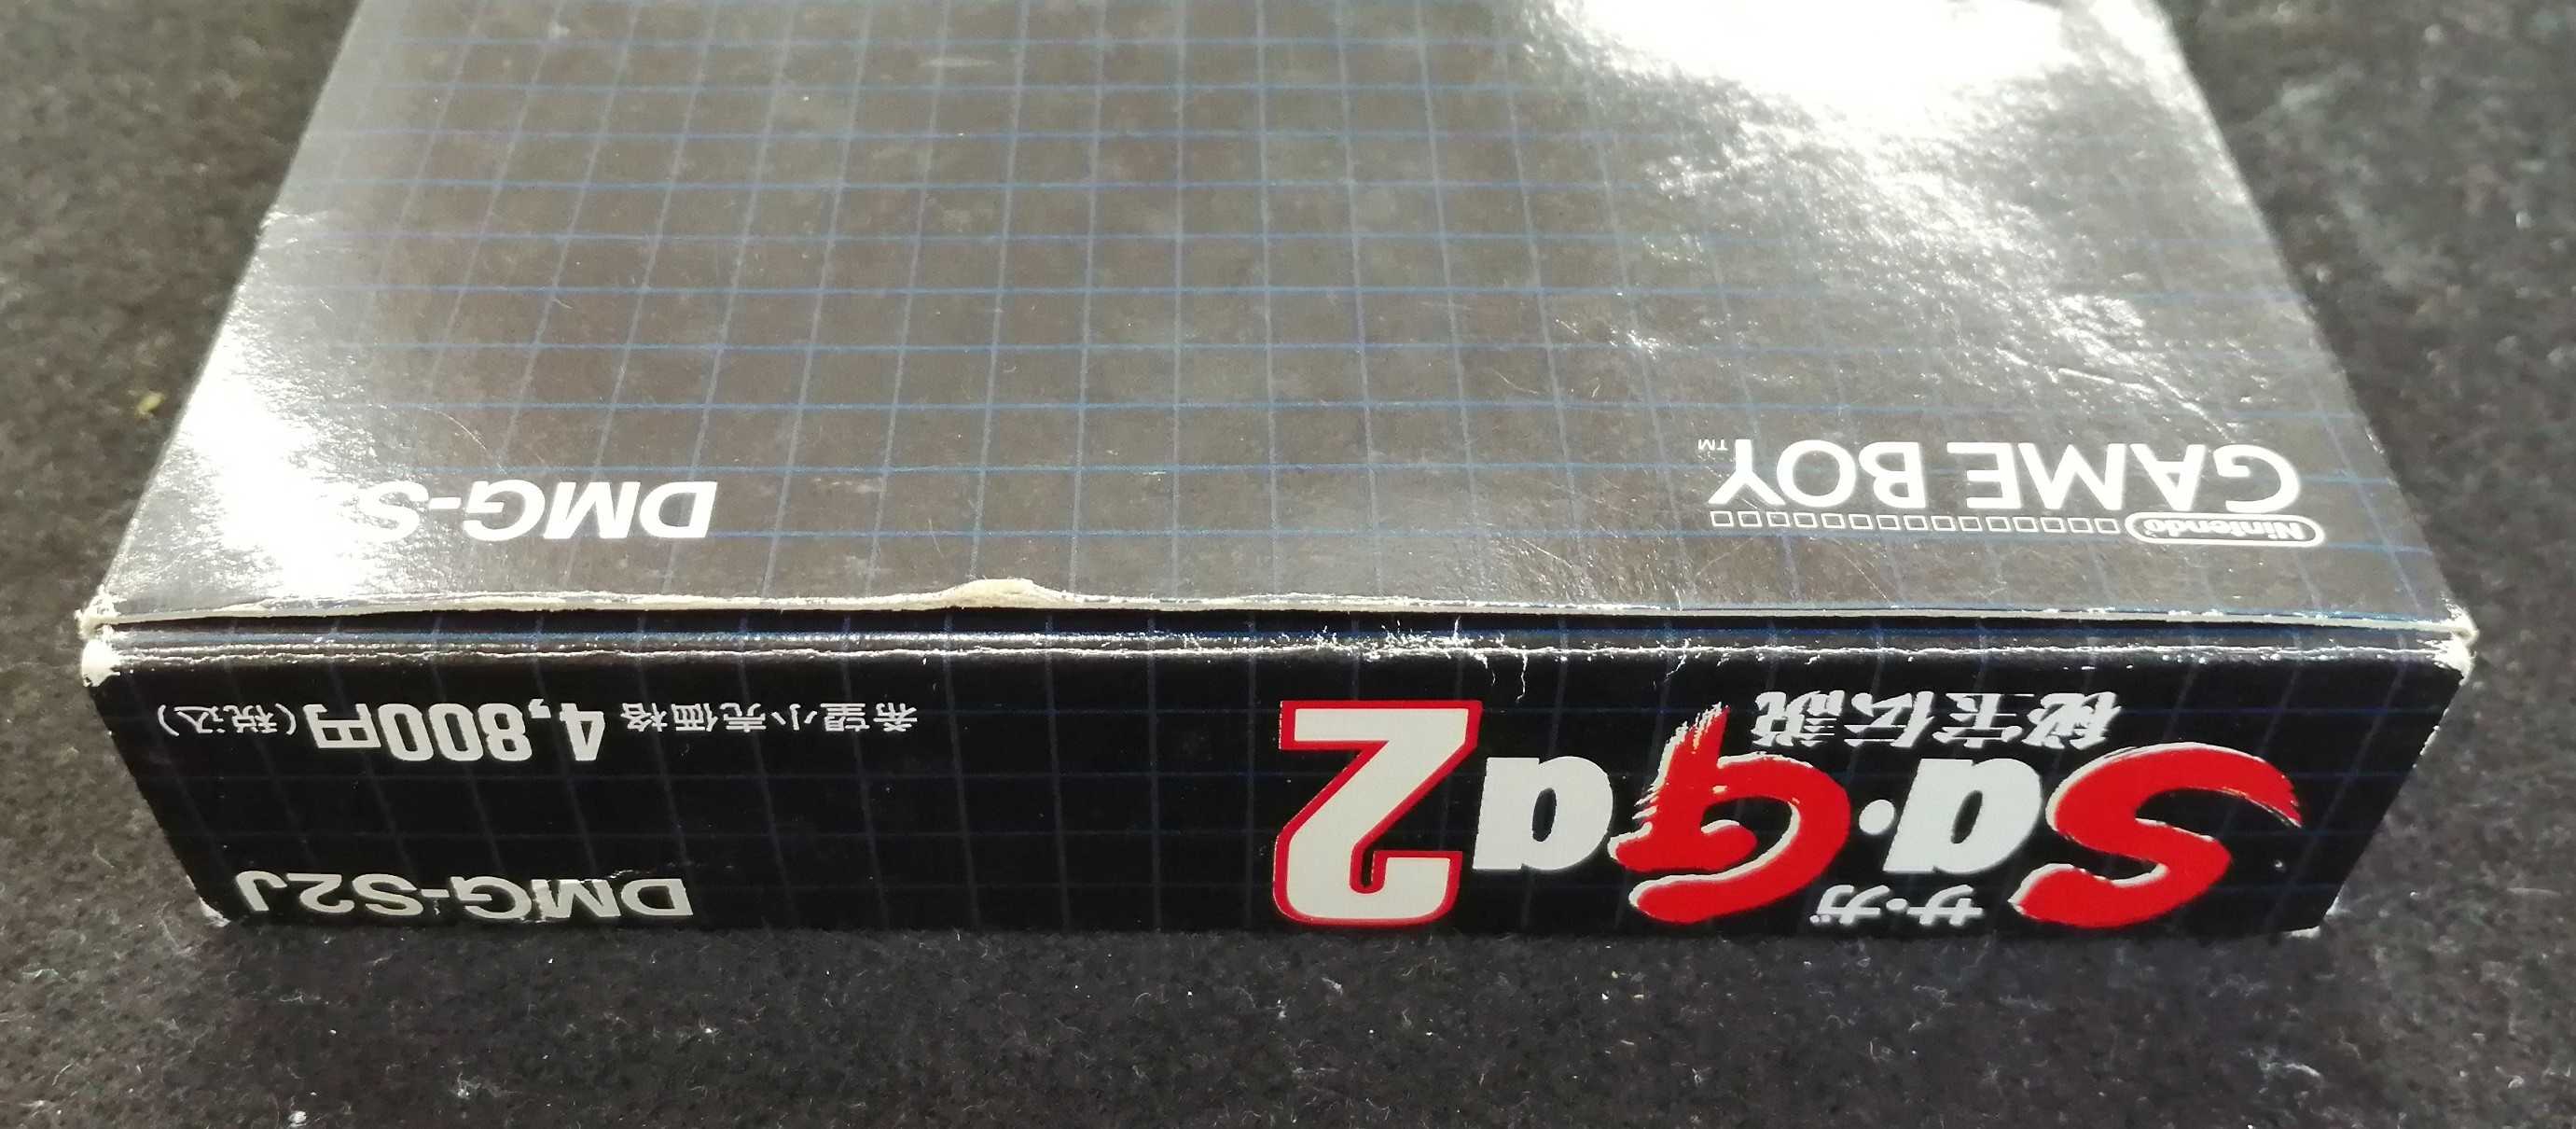 サ・ガ
Sa・Ga2
秘宝伝説
DMG-S2J
希望小売価格 4,800円(税込)
Nintendo
GAME BOY™
DMG-S